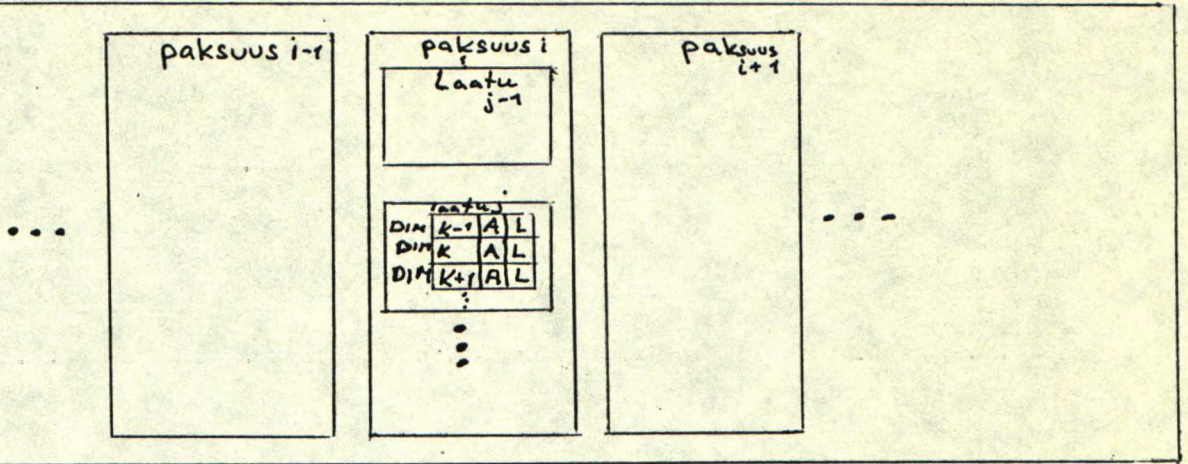 paksuus i-1
paksuus i
Laatu
j-1
laatu j
DIM K-1 A L
DIM K A L
DIM K+1 A L
paksuus
i+1